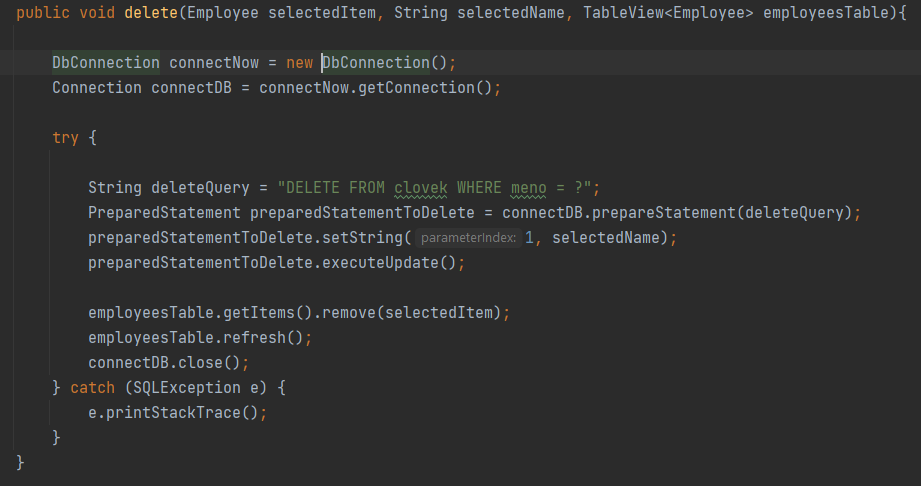 public void delete(Employee selectedItem, String selectedName, TableView<Employee> employeesTable){
DbConnection connectNow = new DbConnection();
Connection connectDB = connectNow.getConnection();
try {
String deleteQuery = "DELETE FROM clovek WHERE meno = ?";
PreparedStatement preparedStatementToDelete = connectDB.prepareStatement(deleteQuery);
preparedStatementToDelete.setString( parameterIndex: 1, selectedName);
preparedStatementToDelete.executeUpdate();
employeesTable.getItems().remove(selectedItem);
employeesTable.refresh();
connectDB.close();
} catch (SQLException e) {
e.printStackTrace();
}
}